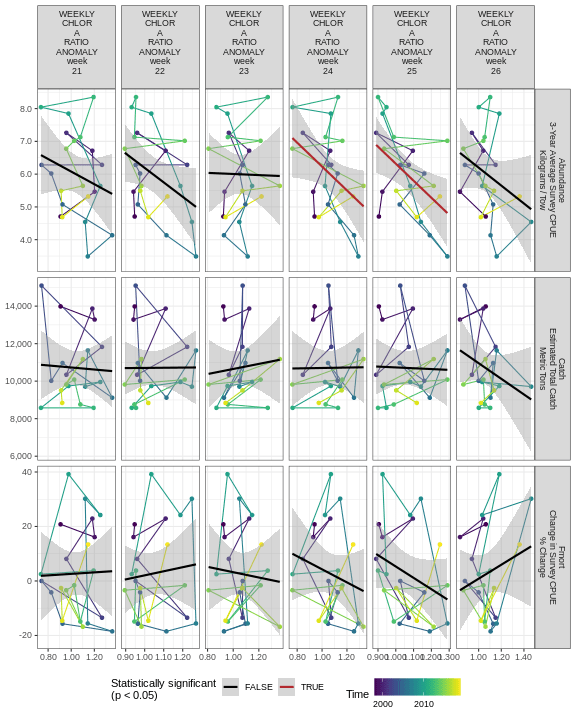 WEEKLY
CHLOR
A
RATIO
ANOMALY
week
21
WEEKLY
CHLOR
A
RATIO
ANOMALY
week
22
WEEKLY
CHLOR
A
RATIO
ANOMALY
week
23
WEEKLY
CHLOR
A
RATIO
ANOMALY
week
24
WEEKLY
CHLOR
A
RATIO
ANOMALY
week
25
WEEKLY
CHLOR
A
RATIO
ANOMALY
week
26
8.0
7.0
6.0
5.0
4.0
Abundance
3-Year Average Survey CPUE
Kilograms /Tow
14,000
12,000
10,000
8,000
6,000
Catch
Estimated Total Catch
Metric Tons
40
20
0
-20
Fmort
Change in Survey CPUE
% Change
0.80 1.00 1.20
0.90 1.00 1.10 1.20
0.80 1.00 1.20
0.80 1.00 1.20
0.900 1.000 1.100 1.200 1.300
1.00 1.20 1.40
Statistically significant
(p < 0.05)
FALSE
TRUE
Time
2000 2010